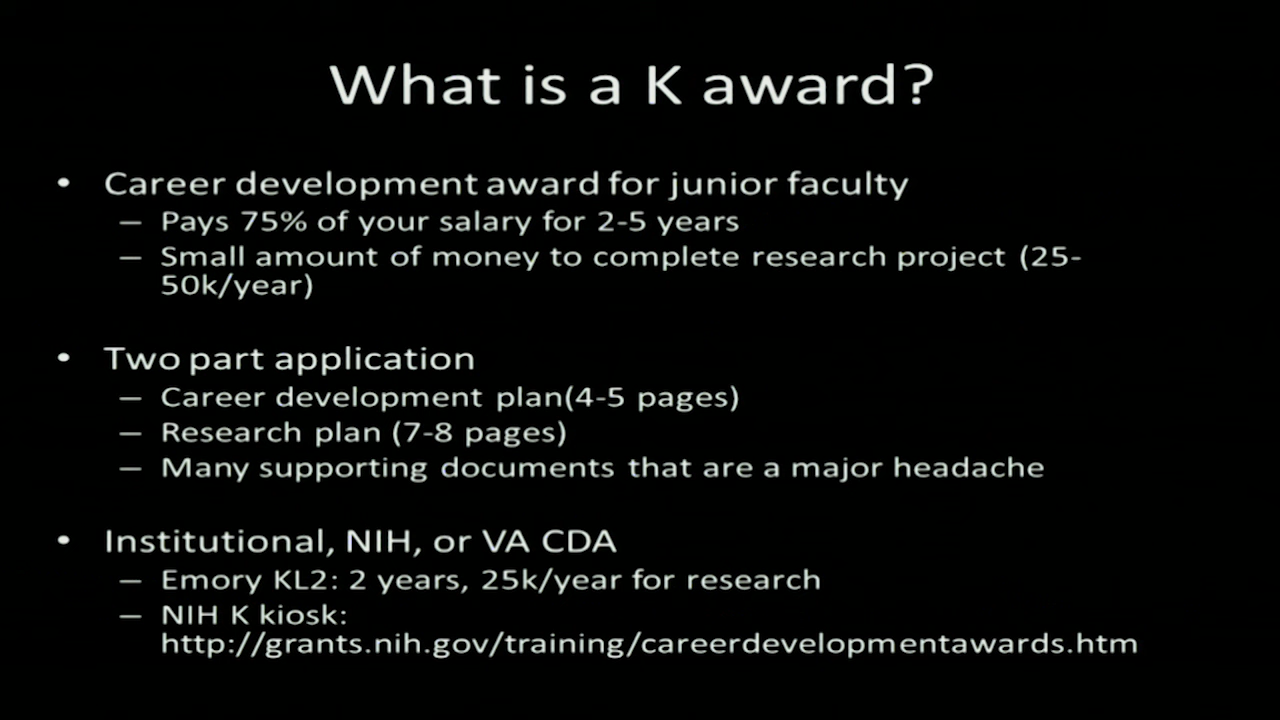 What is a K award?
• Career development award for junior faculty
– Pays 75% of your salary for 2-5 years
– Small amount of money to complete research project (25-
50k/year)
• Two part application
– Career development plan(4-5 pages)
– Research plan (7-8 pages)
– Many supporting documents that are a major headache
• Institutional, NIH, or VA CDA
– Emory KL2: 2 years, 25k/year for research
– NIH K kiosk:
http://grants.nih.gov/training/careerdevelopmentawards.htm